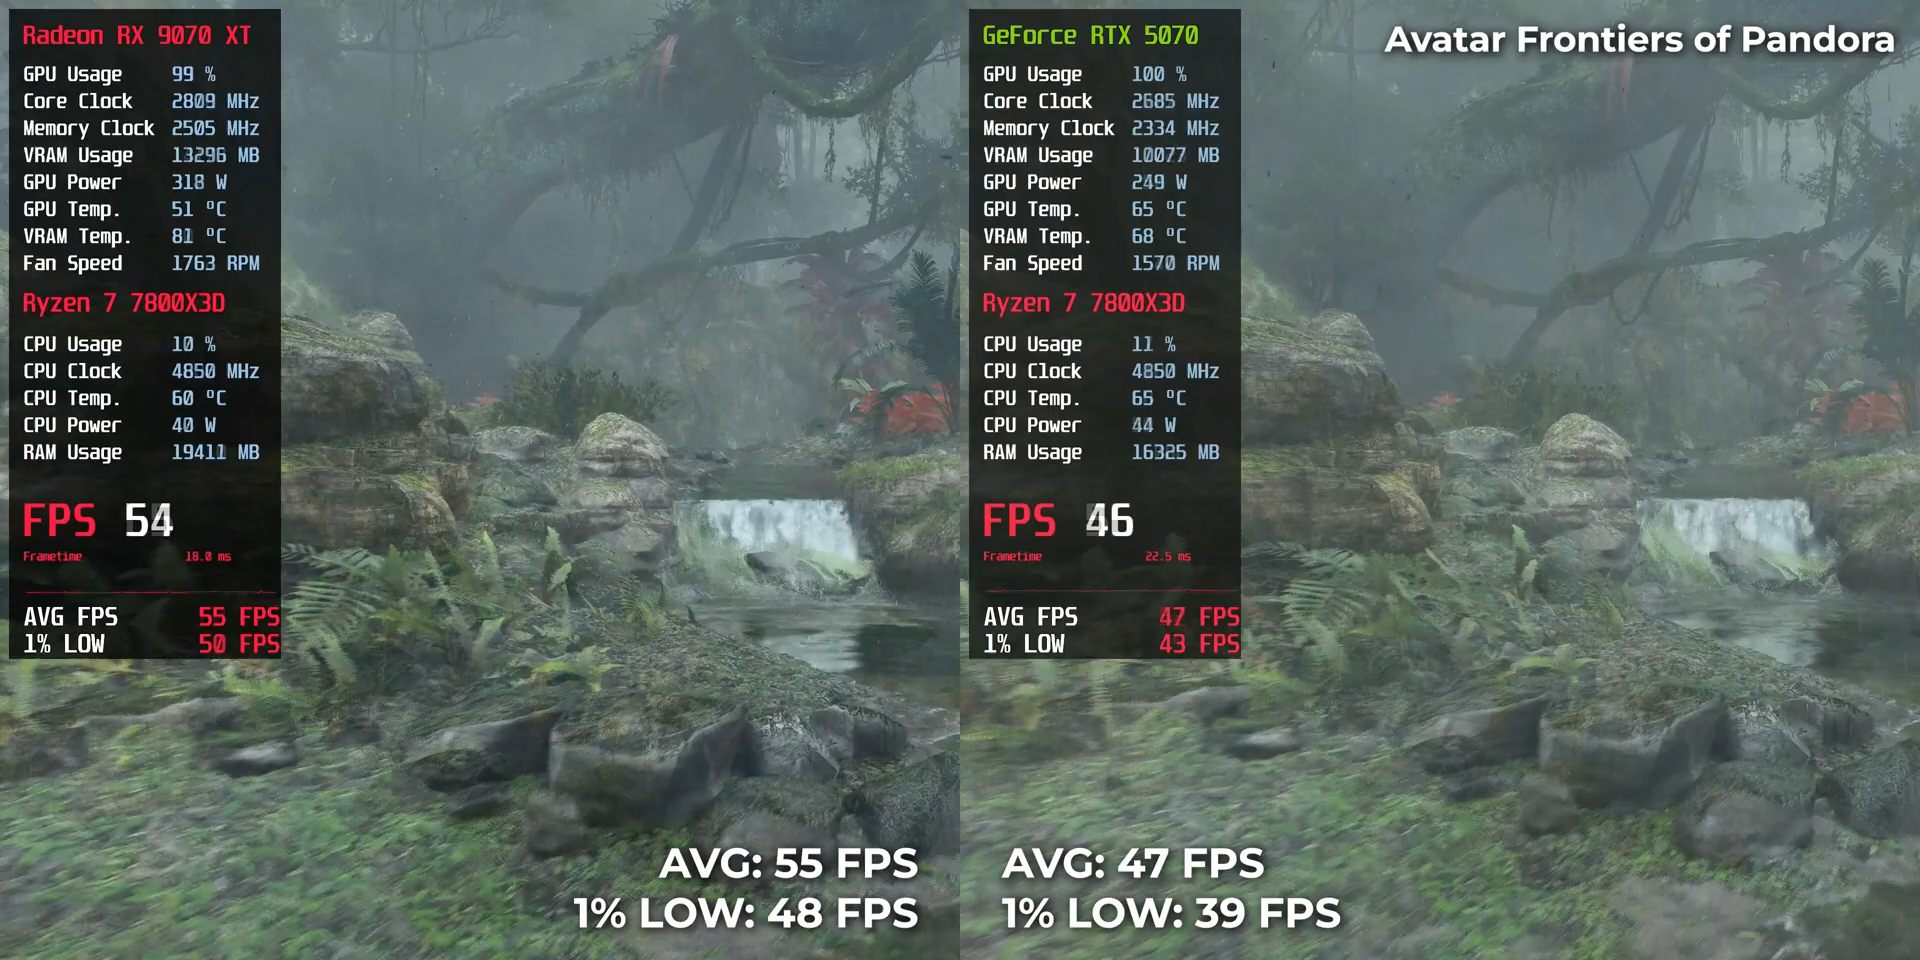 Radeon RX 9070 XT
GPU Usage 99 %
Core Clock 2809 MHz
Memory Clock 2505 MHz
VRAM Usage 13296 MB
GPU Power 318 W
GPU Temp. 51 ºC
VRAM Temp. 81 ºC
Fan Speed 1763 RPM
Ryzen 7 7800X3D
CPU Usage 10 %
CPU Clock 4850 MHz
CPU Temp. 60 ºC
CPU Power 40 W
RAM Usage 19411 MB
FPS 54
Frametime 18.0 ms
AVG FPS 55 FPS
1% LOW 50 FPS
AVG: 55 FPS
1% LOW: 48 FPS
GeForce RTX 5070
GPU Usage 100 %
Core Clock 2685 MHz
Memory Clock 2334 MHz
VRAM Usage 10077 MB
GPU Power 249 W
GPU Temp. 65 ºC
VRAM Temp. 68 ºC
Fan Speed 1570 RPM
Ryzen 7 7800X3D
CPU Usage 11 %
CPU Clock 4850 MHz
CPU Temp. 65 ºC
CPU Power 44 W
RAM Usage 16325 MB
FPS 46
Frametime 22.5 ms
AVG FPS 47 FPS
1% LOW 43 FPS
AVG: 47 FPS
1% LOW: 39 FPS
Avatar Frontiers of Pandora